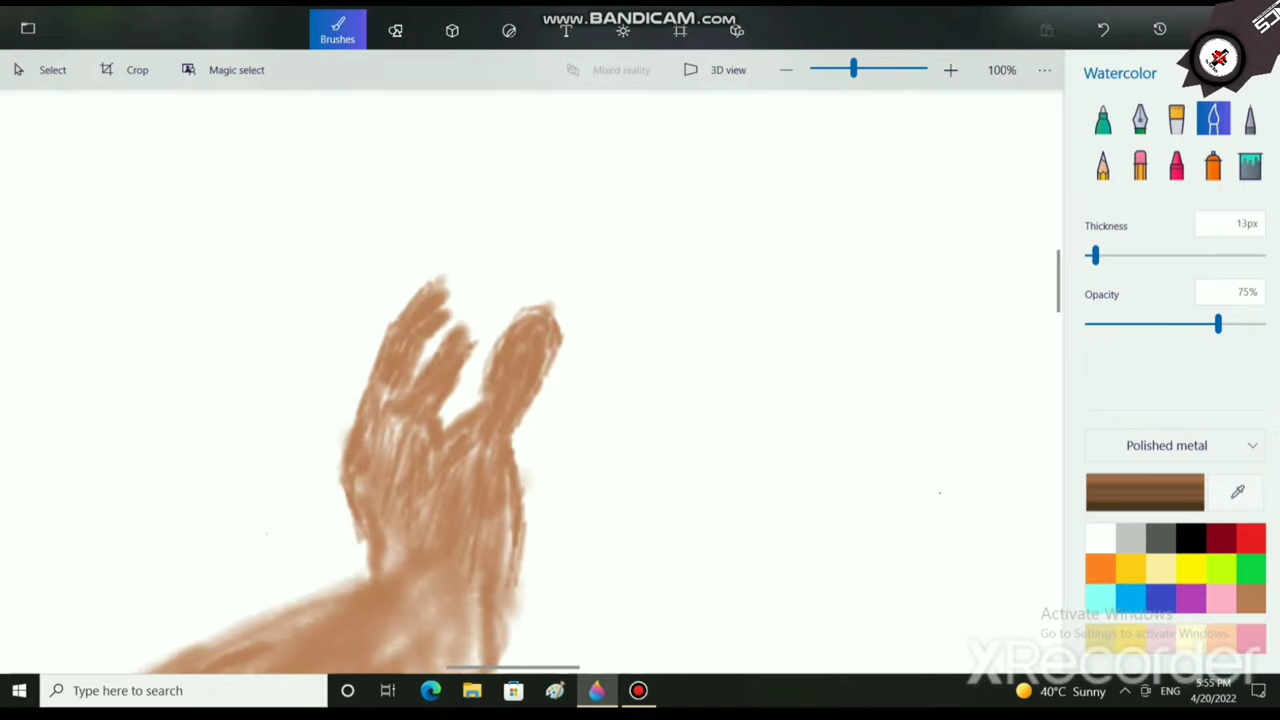 www.BANDICAM.com
Brushes
Select
Crop
Magic select
Mixed reality
3D view
100%
Watercolor
Thickness
13px
Opacity
75%
Polished metal
Activate Windows
Go to Settings to activate Windows.
XRecorder
Type here to search
40°C Sunny
ENG
5:55 PM
4/20/2022